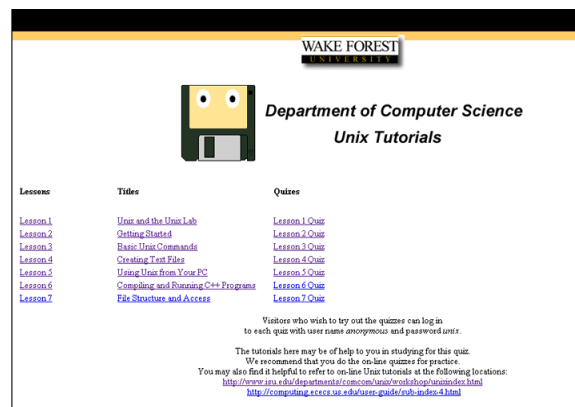 WAKE FOREST
UNIVERSITY
Department of Computer Science
Unix Tutorials
Lessons Titles Quizes
Lesson 1 Unix and the Unix Lab Lesson 1 Quiz
Lesson 2 Getting Started Lesson 2 Quiz
Lesson 3 Basic Unix Commands Lesson 3 Quiz
Lesson 4 Creating Text Files Lesson 4 Quiz
Lesson 5 Using Unix from Your PC Lesson 5 Quiz
Lesson 6 Compiling and Running C++ Programs Lesson 6 Quiz
Lesson 7 File Structure and Access Lesson 7 Quiz
Visitors who wish to try out the quizzes can log in
to each quiz with user name anonymous and password unix.
The tutorials here may be of help to you in studying for this quiz.
We recommend that you do the on-line quizzes for practice.
You may also find it helpful to refer to on-line Unix tutorials at the following locations:
http://www.isu.edu/departments/comcom/unix/workshop/unixindex.html
http://computing.ececs.uc.edu/user-guide/sub-index-4.html